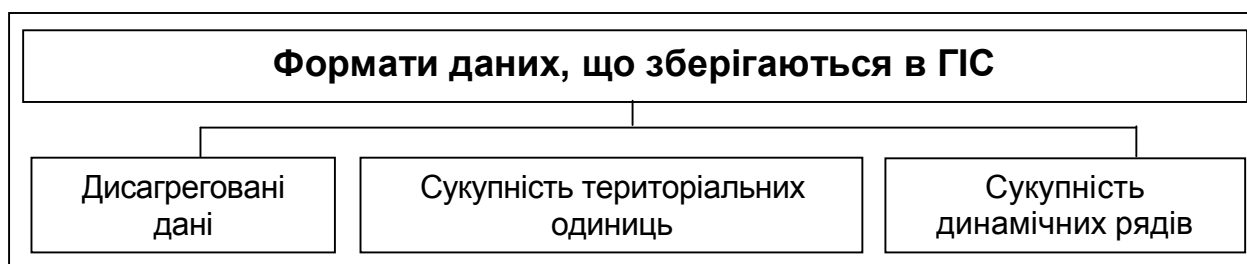 Формати даних, що зберігаються в ГІС
Дисагреговані
дані
Сукупність територіальних
одиниць
Сукупність
динамічних рядів